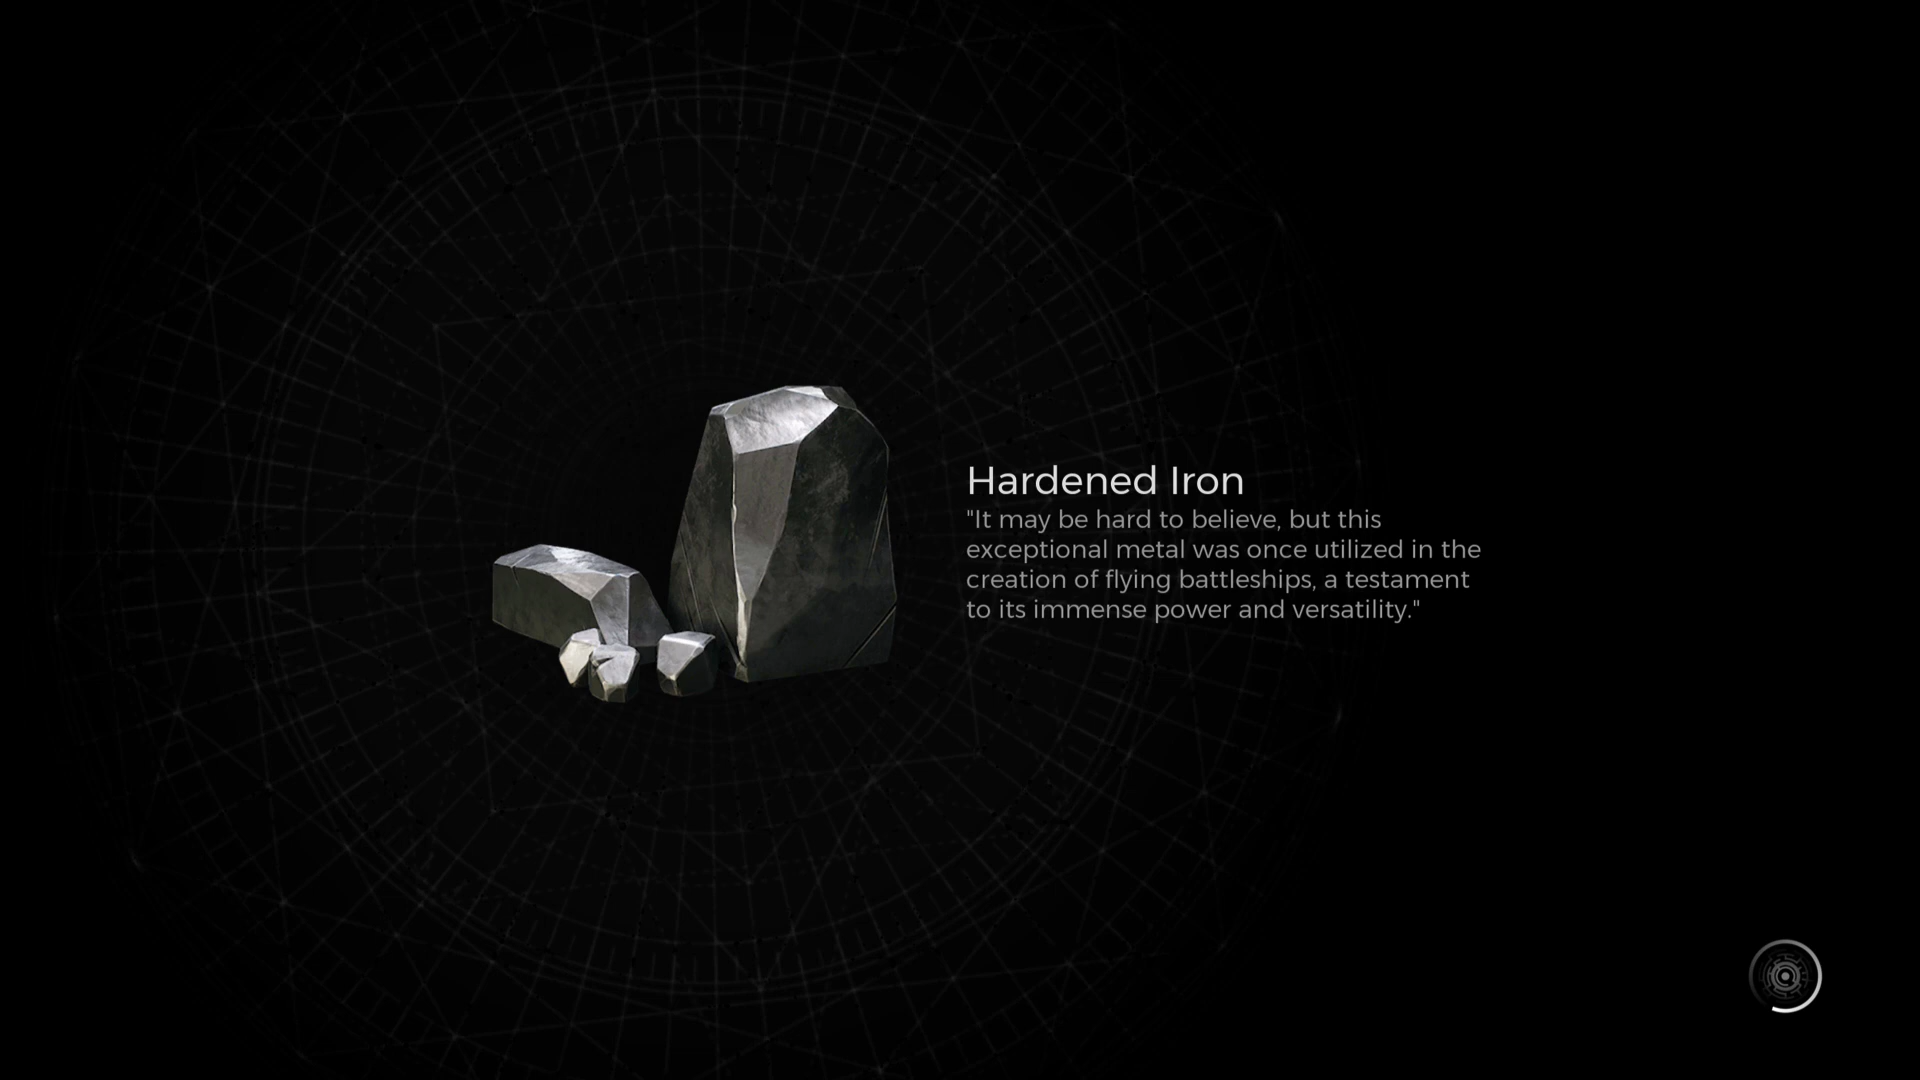 Hardened Iron
"It may be hard to believe, but this
exceptional metal was once utilized in the
creation of flying battleships, a testament
to its immense power and versatility."